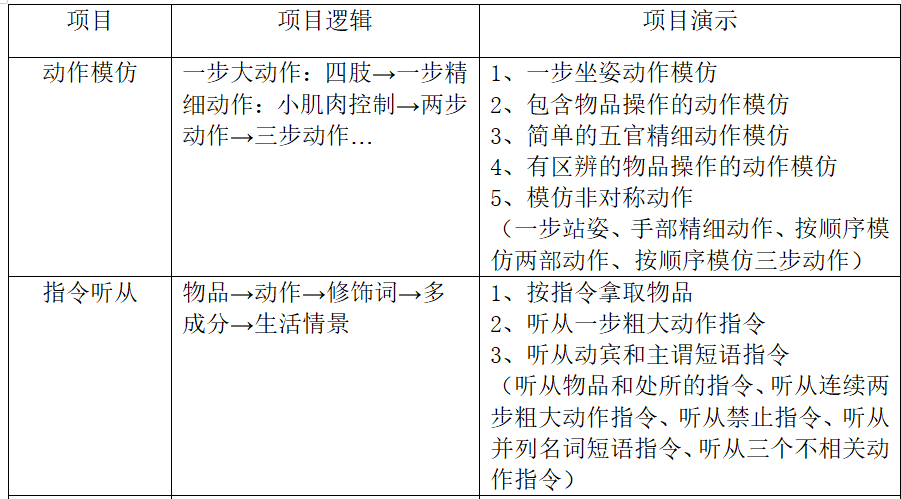 项目
项目逻辑
项目演示
动作模仿
一步大动作：四肢→一步精
细动作：小肌肉控制→两步
动作→三步动作…
1、一步坐姿动作模仿
2、包含物品操作的动作模仿
3、简单的五官精细动作模仿
4、有区辨的物品操作的动作模仿
5、模仿非对称动作
（一步站姿、手部精细动作、按顺序模
仿两部动作、按顺序模仿三步动作）
指令听从
物品→动作→修饰词→多
成分→生活情景
1、按指令拿取物品
2、听从一步粗大动作指令
3、听从动宾和主谓短语指令
（听从物品和处所的指令、听从连续两
步粗大动作指令、听从禁止指令、听从
并列名词短语指令、听从三个不相关动
作指令）